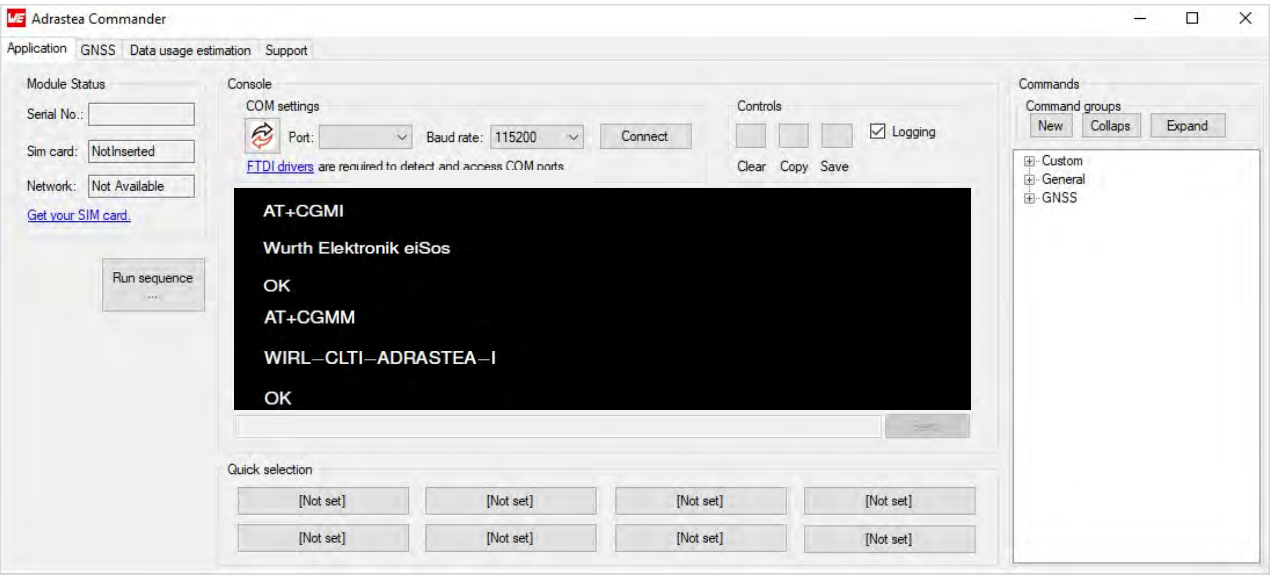 WE Adrastea Commander
Application GNSS Data usage estimation Support
Module Status
Serial No.:
Sim card: NotInserted
Network: Not Available
Get your SIM card.
Run sequence
...
Console
COM settings
Port: Baud rate: 115200 Connect
FTDI drivers are required to detect and access COM ports
Controls
Logging
Clear Copy Save
AT+CGMI
Wurth Elektronik eiSos
OK
AT+CGMM
WIRL–CLTI–ADRASTEA–I
OK
Quick selection
[Not set] [Not set] [Not set] [Not set]
[Not set] [Not set] [Not set] [Not set]
Commands
Command groups
New Collaps Expand
Custom
General
GNSS